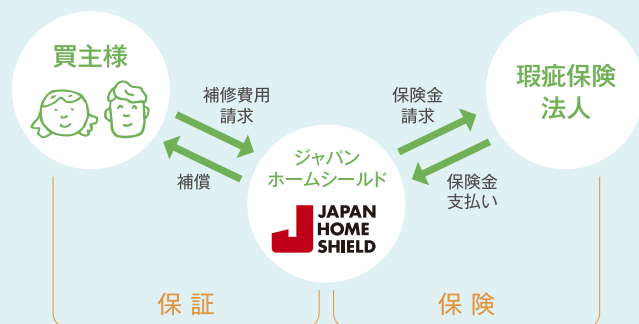 買主様
補修費用
請求
補償
ジャパン
ホームシールド
JAPAN
HOME
SHIELD
保険金
請求
保険金
支払い
瑕疵保険
法人
保証
保険